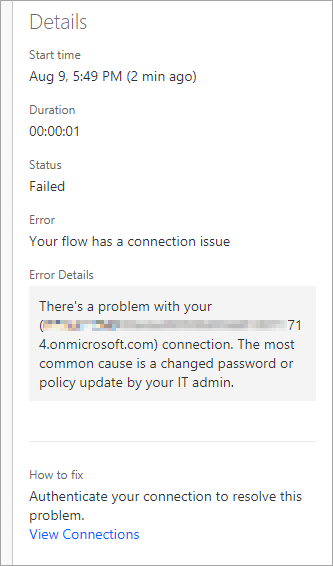 Details
Start time
Aug 9, 5:49 PM (2 min ago)
Duration
00:00:01
Status
Failed
Error
Your flow has a connection issue
Error Details
There's a problem with your
( 71
4.onmicrosoft.com) connection. The most
common cause is a changed password or
policy update by your IT admin.
How to fix
Authenticate your connection to resolve this
problem.
View Connections